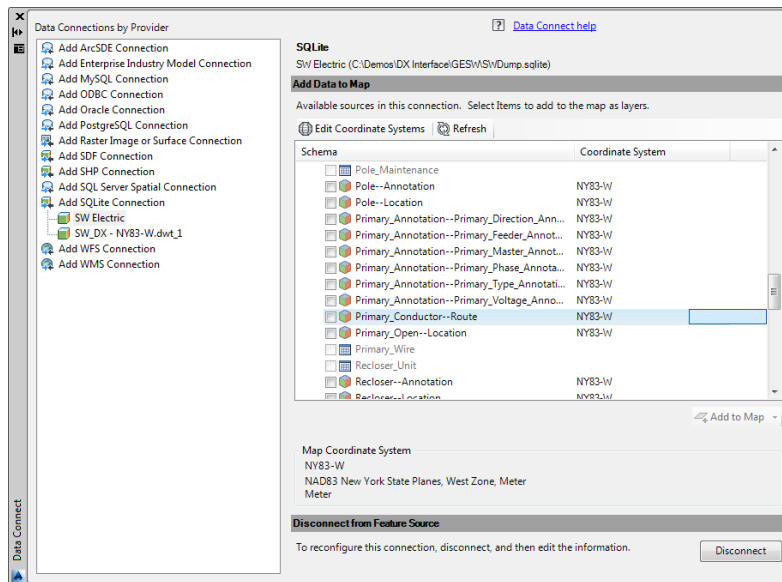 Data Connections by Provider
Add ArcSDE Connection
Add Enterprise Industry Model Connection
Add MySQL Connection
Add ODBC Connection
Add Oracle Connection
Add PostgreSQL Connection
Add Raster Image or Surface Connection
Add SDF Connection
Add SHP Connection
Add SQL Server Spatial Connection
Add SQLite Connection
SW Electric
SW_DX - NY83-W.dwt_1
Add WFS Connection
Add WMS Connection
Data Connect
? Data Connect help
SQLite
SW Electric (C:\Demos\DX Interface\GESW\SWDump.sqlite)
Add Data to Map
Available sources in this connection. Select Items to add to the map as layers.
Edit Coordinate Systems Refresh
Schema Coordinate System
Pole_Maintenance
Pole--Annotation NY83-W
Pole--Location NY83-W
Primary_Annotation--Primary_Direction_Ann... NY83-W
Primary_Annotation--Primary_Feeder_Annot... NY83-W
Primary_Annotation--Primary_Master_Annot... NY83-W
Primary_Annotation--Primary_Phase_Annota... NY83-W
Primary_Annotation--Primary_Type_Annotati... NY83-W
Primary_Annotation--Primary_Voltage_Anno... NY83-W
Primary_Conductor--Route NY83-W
Primary_Open--Location NY83-W
Primary_Wire
Recloser_Unit
Recloser--Annotation NY83-W
Recloser--Location NY83-W
Add to Map
Map Coordinate System
NY83-W
NAD83 New York State Planes, West Zone, Meter
Meter
Disconnect from Feature Source
To reconfigure this connection, disconnect, and then edit the information.
Disconnect